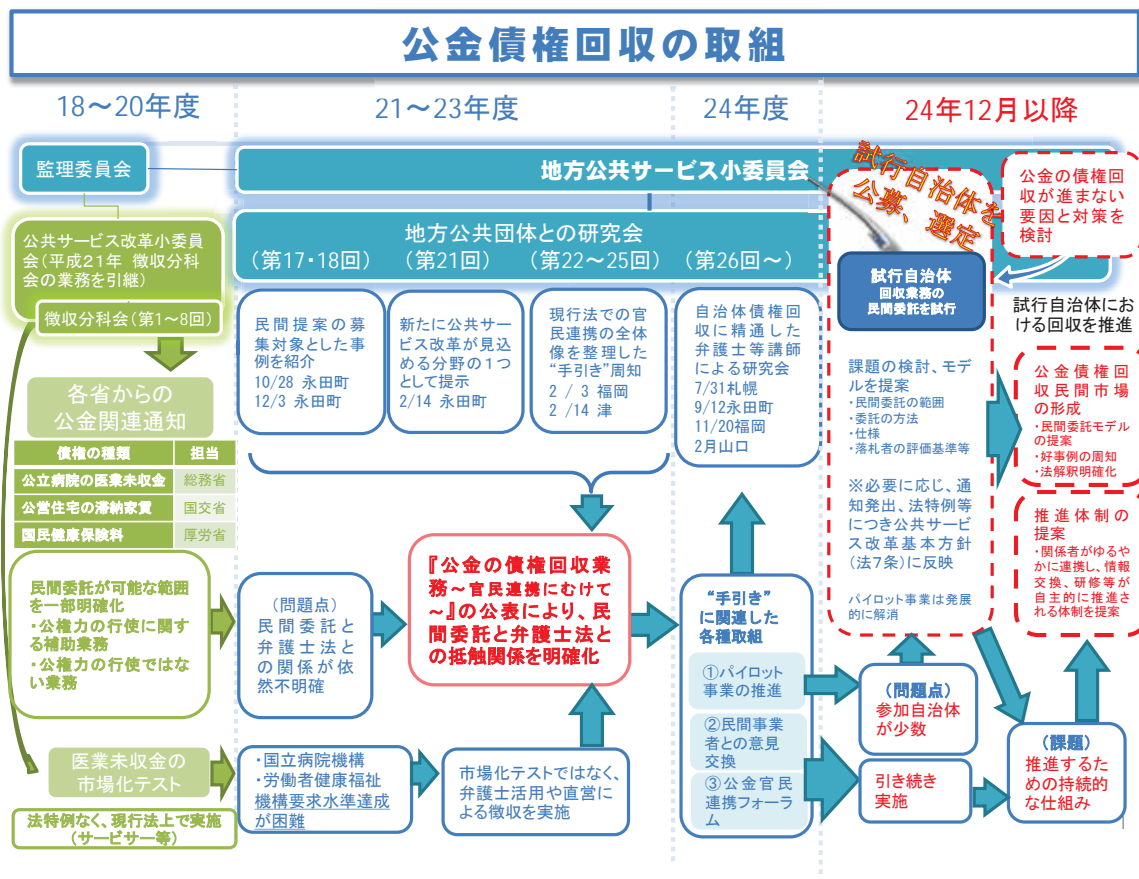 公金債権回収の取組
18～20年度
21～23年度
24年度
24年12月以降
監理委員会
地方公共サービス小委員会
試行自治体を
公募、選定
公金の債権回
収が進まない
要因と対策を
検討
公共サービス改革小委員
会(平成21年 徴収分科
会の業務を引継)
徴収分科会(第1～8回)
地方公共団体との研究会
(第17・18回)
(第21回)
(第22～25回)
(第26回～)
試行自治体
回収業務の
民間委託を試行
民間提案の募
集対象とした事
例を紹介
10/28 永田町
12/3 永田町
新たに公共サー
ビス改革が見込
める分野の1つ
として提示
2/14 永田町
現行法での官
民連携の全体
像を整理した
“手引き”周知
2 / 3 福岡
2 /14 津
自治体債権回
収に精通した
弁護士等講師
による研究会
7/31札幌
9/12永田町
11/20福岡
2月山口
課題の検討、モデ
ルを提案
・民間委託の範囲
・委託の方法
・仕様
・落札者の評価基準等
※必要に応じ、通
知発出、法特例等
につき公共サービ
ス改革基本方針
(法7条)に反映
パイロット事業は発展
的に解消
試行自治体にお
ける回収を推進
公金債権回
収民間市場
の形成
・民間委託モデル
の提案
・好事例の周知
・法解釈明確化
推進体制の
提案
・関係者がゆるや
かに連携し、情報
交換、研修等が
自主的に推進さ
れる体制を提案
各省からの
公金関連通知
債権の種類 担当
公立病院の医業未収金 総務省
公営住宅の滞納家賃 国交省
国民健康保険料 厚労省
民間委託が可能な範囲
を一部明確化
・公権力の行使に関す
る補助業務
・公権力の行使ではな
い業務
(問題点)
民間委託と
弁護士法と
の関係が依
然不明確
『公金の債権回収業
務～官民連携にむけて
～』の公表により、民
間委託と弁護士法と
の抵触関係を明確化
“手引き”
に関連した
各種取組
①パイロット
事業の推進
②民間事業
者との意見
交換
③公金官民
連携フォーラ
ム
(問題点)
参加自治体
が少数
引き続き
実施
(課題)
推進するた
めの持続的
な仕組み
医業未収金の
市場化テスト
法特例なく、現行法上で実施
(サービサー等)
・国立病院機構
・労働者健康福祉
機構要求水準達成
が困難
市場化テストではなく、
弁護士活用や直営に
よる徴収を実施